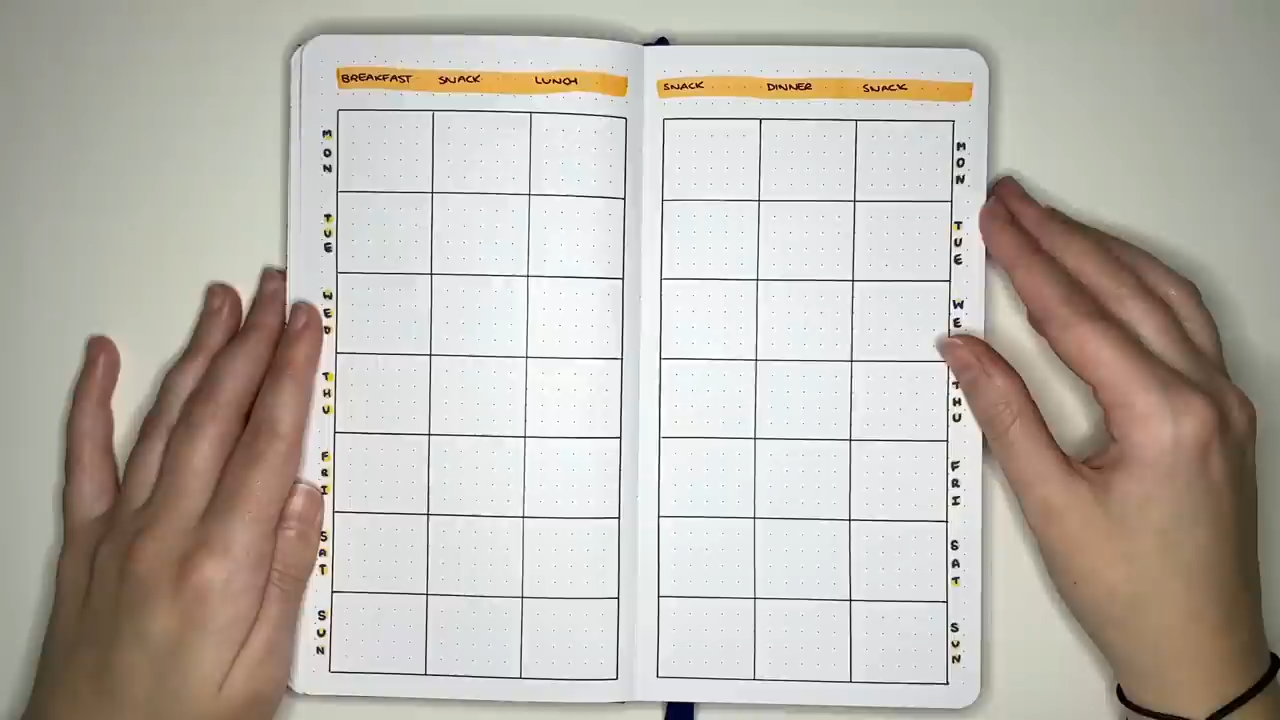 BREAKFAST SNACK LUNCH
SNACK DINNER SNACK
MON
TUE
WED
THU
FRI
SAT
SUN
MON
TUE
WE
THU
FRI
SAT
SUN